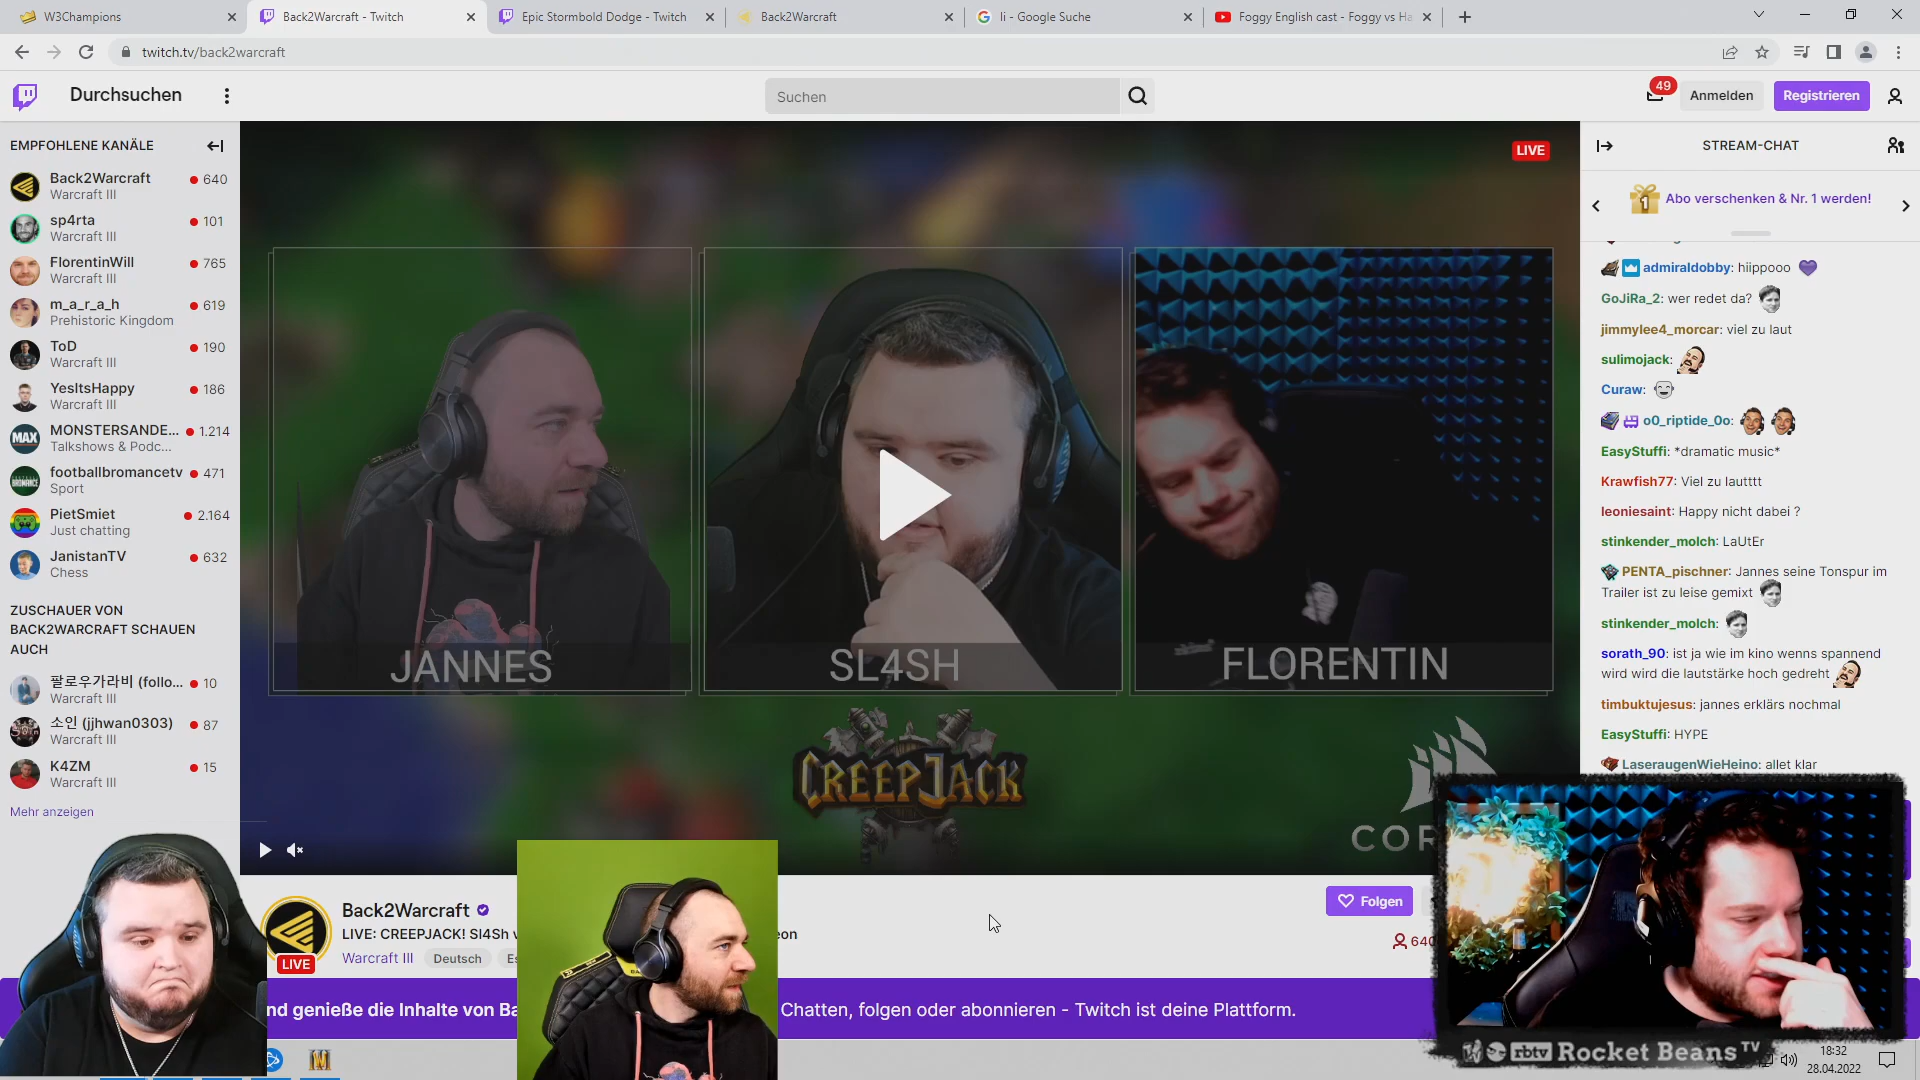 W3Champions
Back2Warcraft - Twitch
Epic Stormbold Dodge - Twitch
Back2Warcraft
li - Google Suche
Foggy English cast - Foggy vs Ha
twitch.tv/back2warcraft
Durchsuchen
Suchen
49
Anmelden
Registrieren
EMPFOHLENE KANÄLE
Back2Warcraft
640
Warcraft III
sp4rta
101
Warcraft III
FlorentinWill
765
Warcraft III
m_a_r_a_h
619
Prehistoric Kingdom
ToD
190
Warcraft III
YesItsHappy
186
Warcraft III
MONSTERSANDE...
1.214
Talkshows & Podc...
footballbromancetv
471
Sport
PietSmiet
2.164
Just chatting
JanistanTV
632
Chess
ZUSCHAUER VON
BACK2WARCRAFT SCHAUEN
AUCH
팔로우가라비 (follo...
10
Warcraft III
소인 (jjhwan0303)
87
Warcraft III
K4ZM
15
Warcraft III
Mehr anzeigen
LIVE
JANNES
SL4SH
FLORENTIN
CREEPJACK
COR
STREAM-CHAT
1
Abo verschenken & Nr. 1 werden!
admiraldobby: hiippooo
GoJiRa_2: wer redet da?
jimmylee4_morcar: viel zu laut
sulimojack:
Curaw:
o0_riptide_0o:
EasyStuffi: *dramatic music*
Krawfish77: Viel zu lautttt
leoniesaint: Happy nicht dabei ?
stinkender_molch: LaUtEr
PENTA_pischner: Jannes seine Tonspur im
Trailer ist zu leise gemixt
stinkender_molch:
sorath_90: ist ja wie im kino wenns spannend
wird wird die lautstärke hoch gedreht
timbuktujesus: jannes erklärs nochmal
EasyStuffi: HYPE
LaseraugenWieHeino: allet klar
Back2Warcraft
LIVE: CREEPJACK! Sl4Sh v
eon
LIVE
Warcraft III
Deutsch
Es
Folgen
640
nd genieße die Inhalte von Ba
Chatten, folgen oder abonnieren - Twitch ist deine Plattform.
MAX
rbtv Rocket Beans TV
18:32
28.04.2022